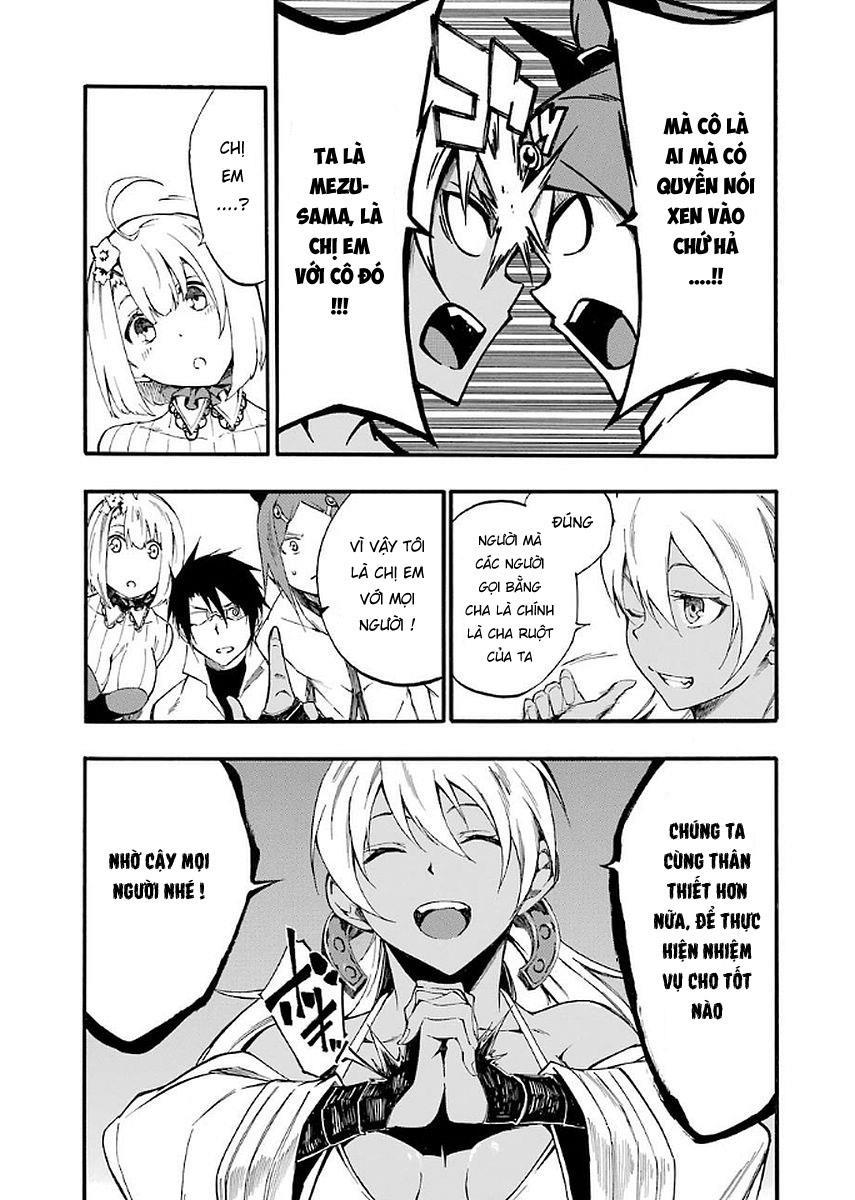 MÀ CÔ LÀ
AI MÀ CÓ
QUYỀN NÓI
XEN VÀO
CHỨ HẢ
....!!
TA LÀ
MEZU-
SAMA, LÀ
CHỊ EM
VỚI CÔ ĐÓ
!!!
CHỊ
EM
....?
ĐÚNG
NGƯỜI MÀ
CÁC NGƯỜI
GỌI BẰNG
CHA LÀ CHÍNH
LÀ CHA RUỘT
CỦA TA
VÌ VẬY TÔI
LÀ CHỊ EM
VỚI MỌI
NGƯỜI !
CHÚNG TA
CÙNG THÂN
THIẾT HƠN
NỮA, ĐỂ THỰC
HIỆN NHIỆM
VỤ CHO TỐT
NÀO
NHỜ CẬY MỌI
NGƯỜI NHÉ !